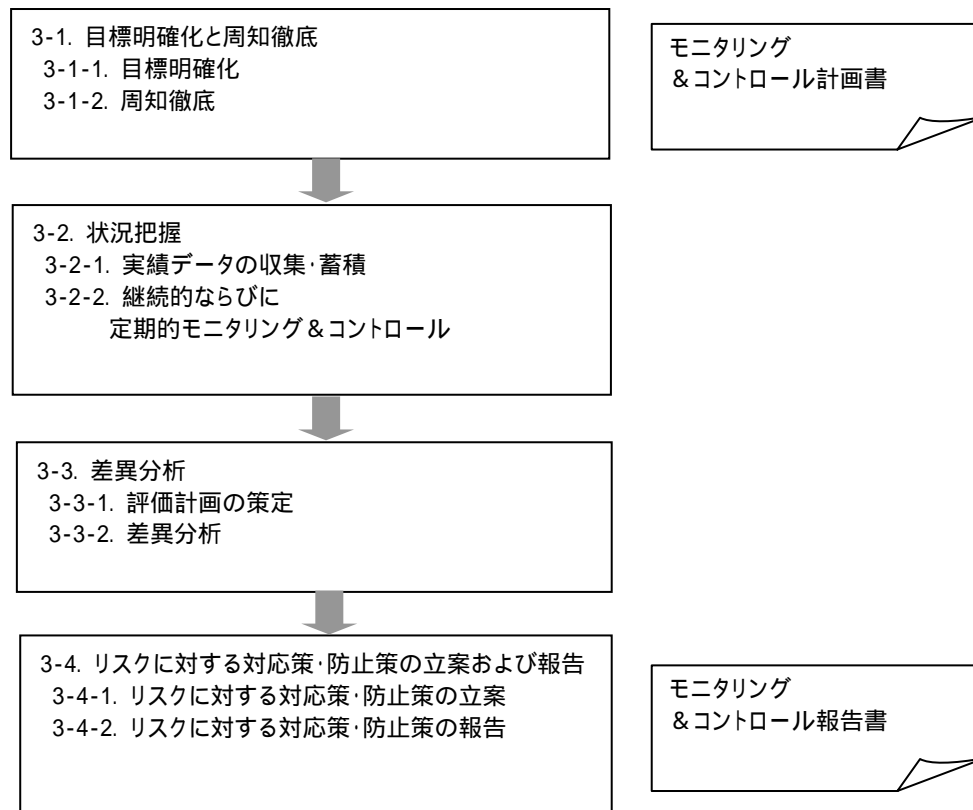 3-1. 目標明確化と周知徹底
3-1-1. 目標明確化
3-1-2. 周知徹底
モニタリング
＆コントロール計画書
3-2. 状況把握
3-2-1. 実績データの収集･蓄積
3-2-2. 継続的ならびに
定期的モニタリング＆コントロール
3-3. 差異分析
3-3-1. 評価計画の策定
3-3-2. 差異分析
3-4. リスクに対する対応策･防止策の立案および報告
3-4-1. リスクに対する対応策･防止策の立案
3-4-2. リスクに対する対応策･防止策の報告
モニタリング
＆コントロール報告書